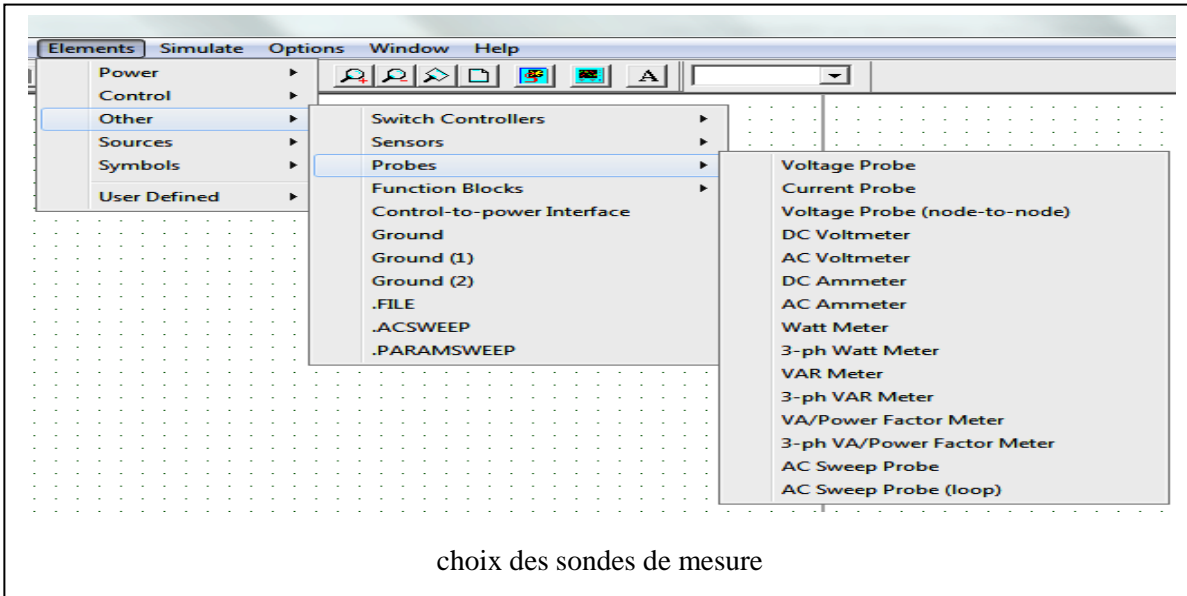 Elements Simulate Options Window Help
A
Power
Control
Other
Sources
Symbols
User Defined
Switch Controllers
Sensors
Probes
Function Blocks
Control-to-power Interface
Ground
Ground (1)
Ground (2)
.FILE
.ACSWEEP
.PARAMSWEEP
Voltage Probe
Current Probe
Voltage Probe (node-to-node)
DC Voltmeter
AC Voltmeter
DC Ammeter
AC Ammeter
Watt Meter
3-ph Watt Meter
VAR Meter
3-ph VAR Meter
VA/Power Factor Meter
3-ph VA/Power Factor Meter
AC Sweep Probe
AC Sweep Probe (loop)
choix des sondes de mesure